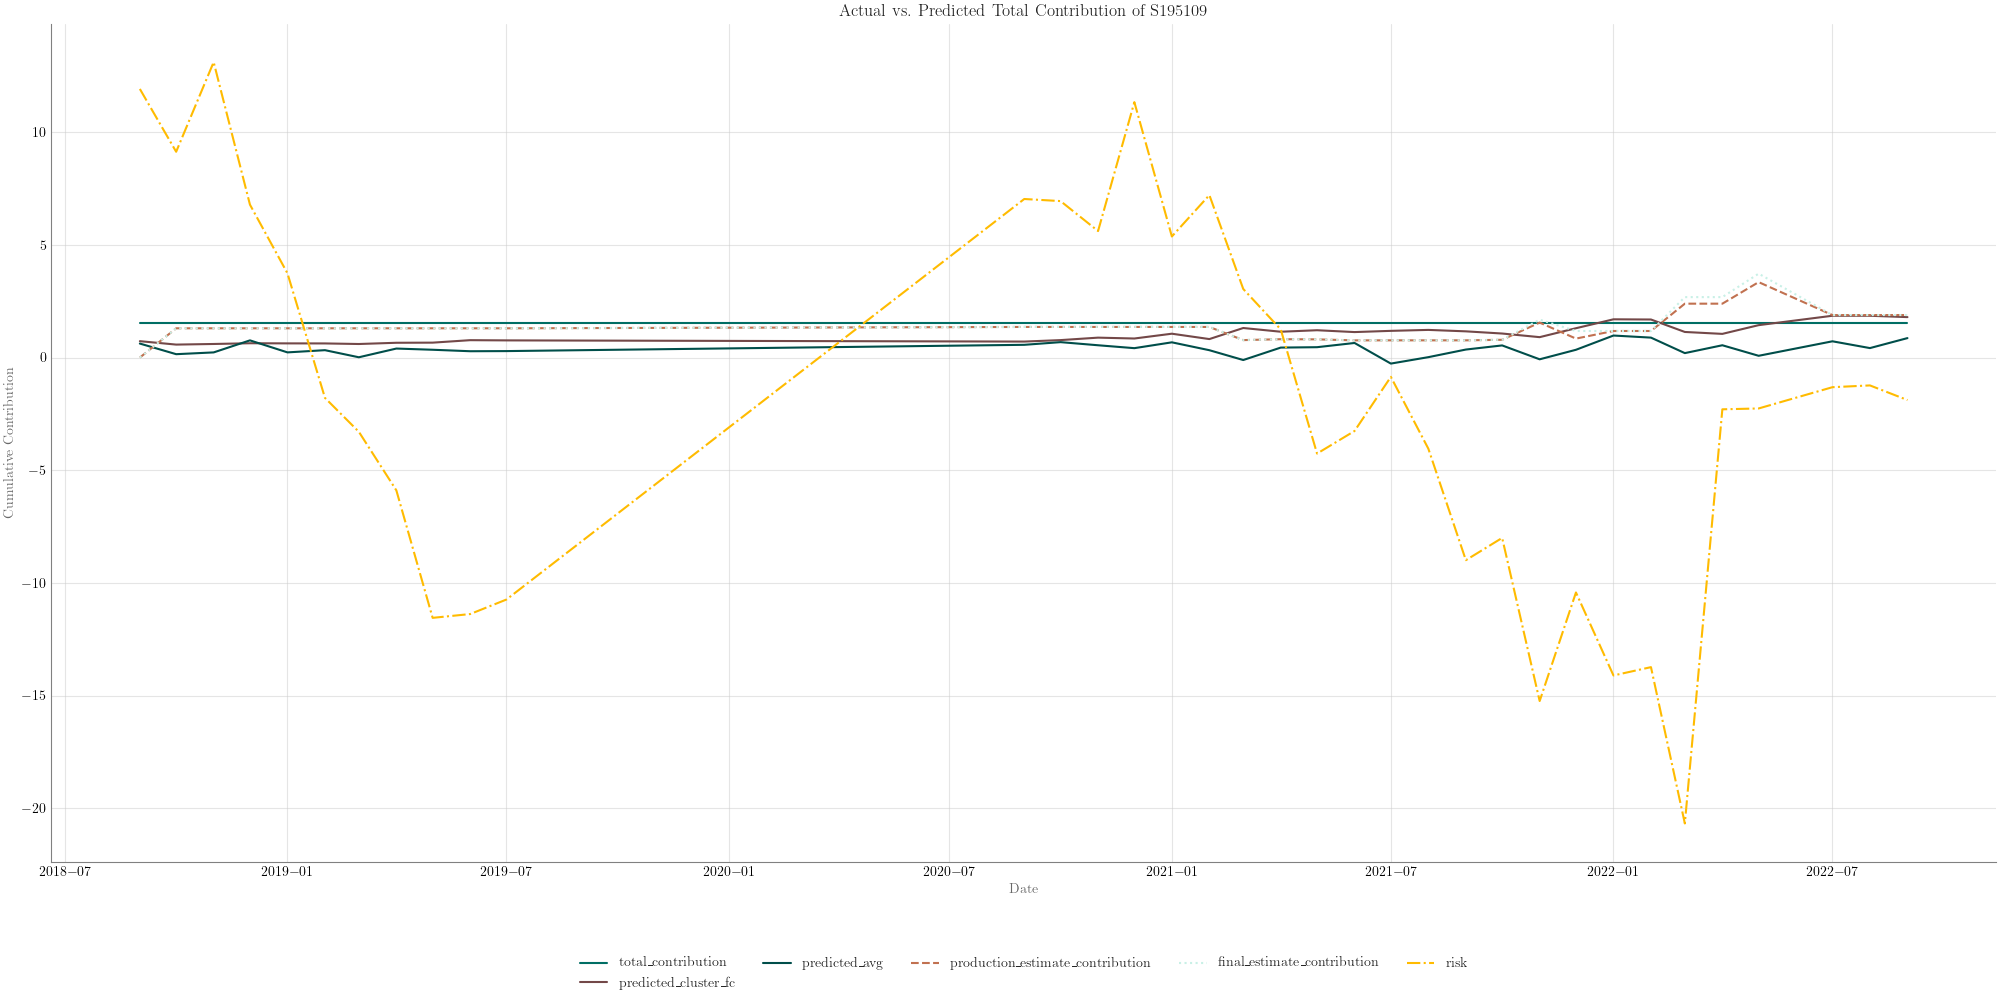 Actual vs. Predicted Total Contribution of S195109
Cumulative Contribution
10
5
0
−5
−10
−15
−20
2018−07 2019−01 2019−07 2020−01 2020−07 2021−01 2021−07 2022−01 2022−07
Date
total_contribution predicted_avg production_estimate_contribution final_estimate_contribution risk
predicted_cluster_fc